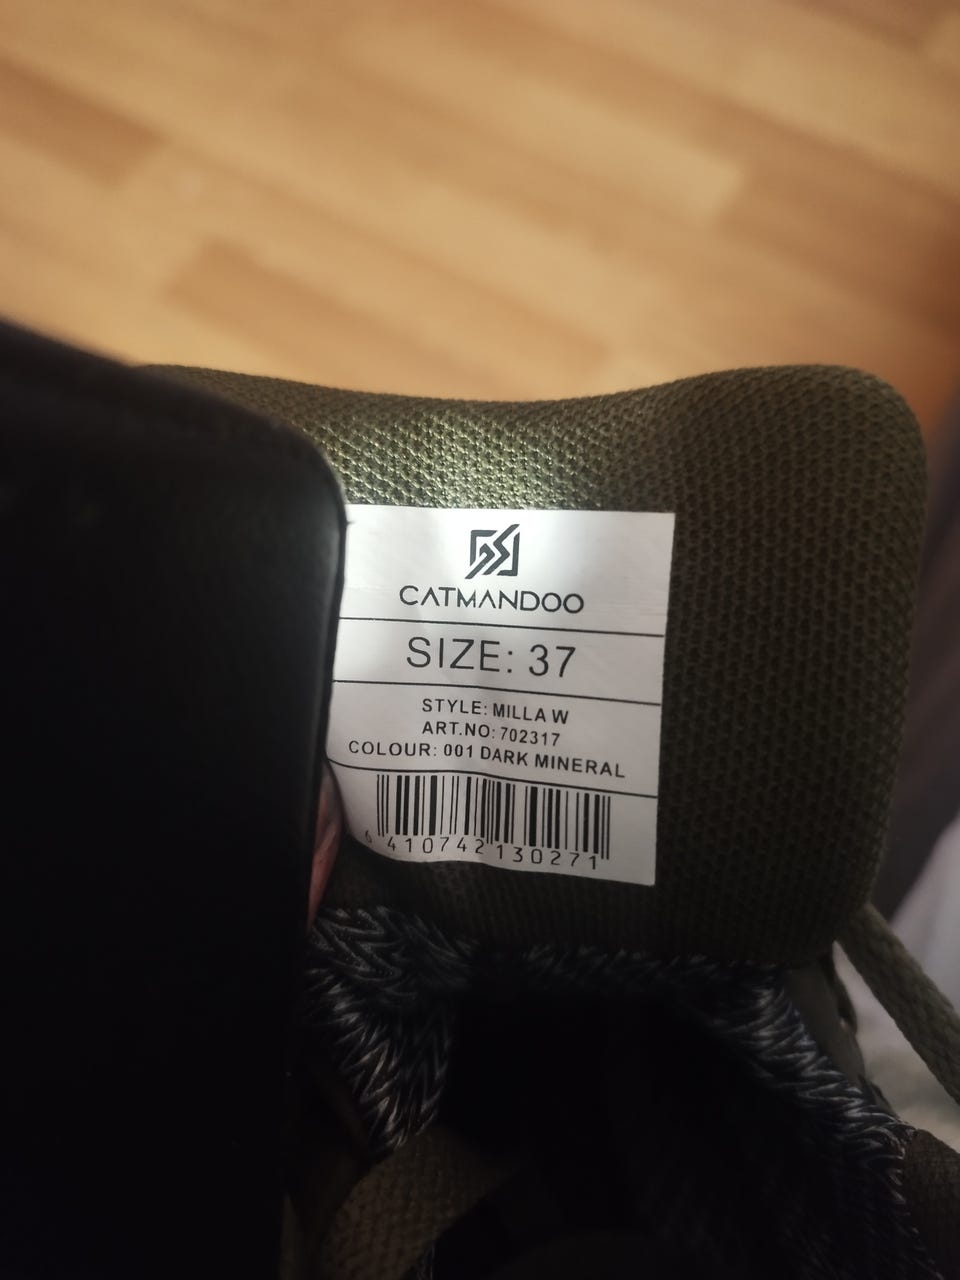 CATMANDOO
SIZE: 37
STYLE: MILLA W
ART.NO: 702317
COLOUR: 001 DARK MINERAL
6 410742 130271